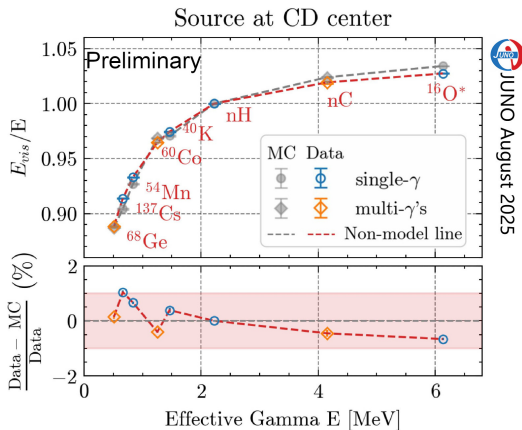 Source at CD center
Preliminary
JUNO
JUNO August 2025
E_vis/E
1.05
1.00
0.95
0.90
⁶⁸Ge
¹³⁷Cs
⁵⁴Mn
⁶⁰Co
⁴⁰K
nH
nC
¹⁶O*
MC Data
single-γ
multi-γ's
Non-model line
Data− MC
Data
(%)
2
0
−2
0 2 4 6 8
Effective Gamma E [MeV]